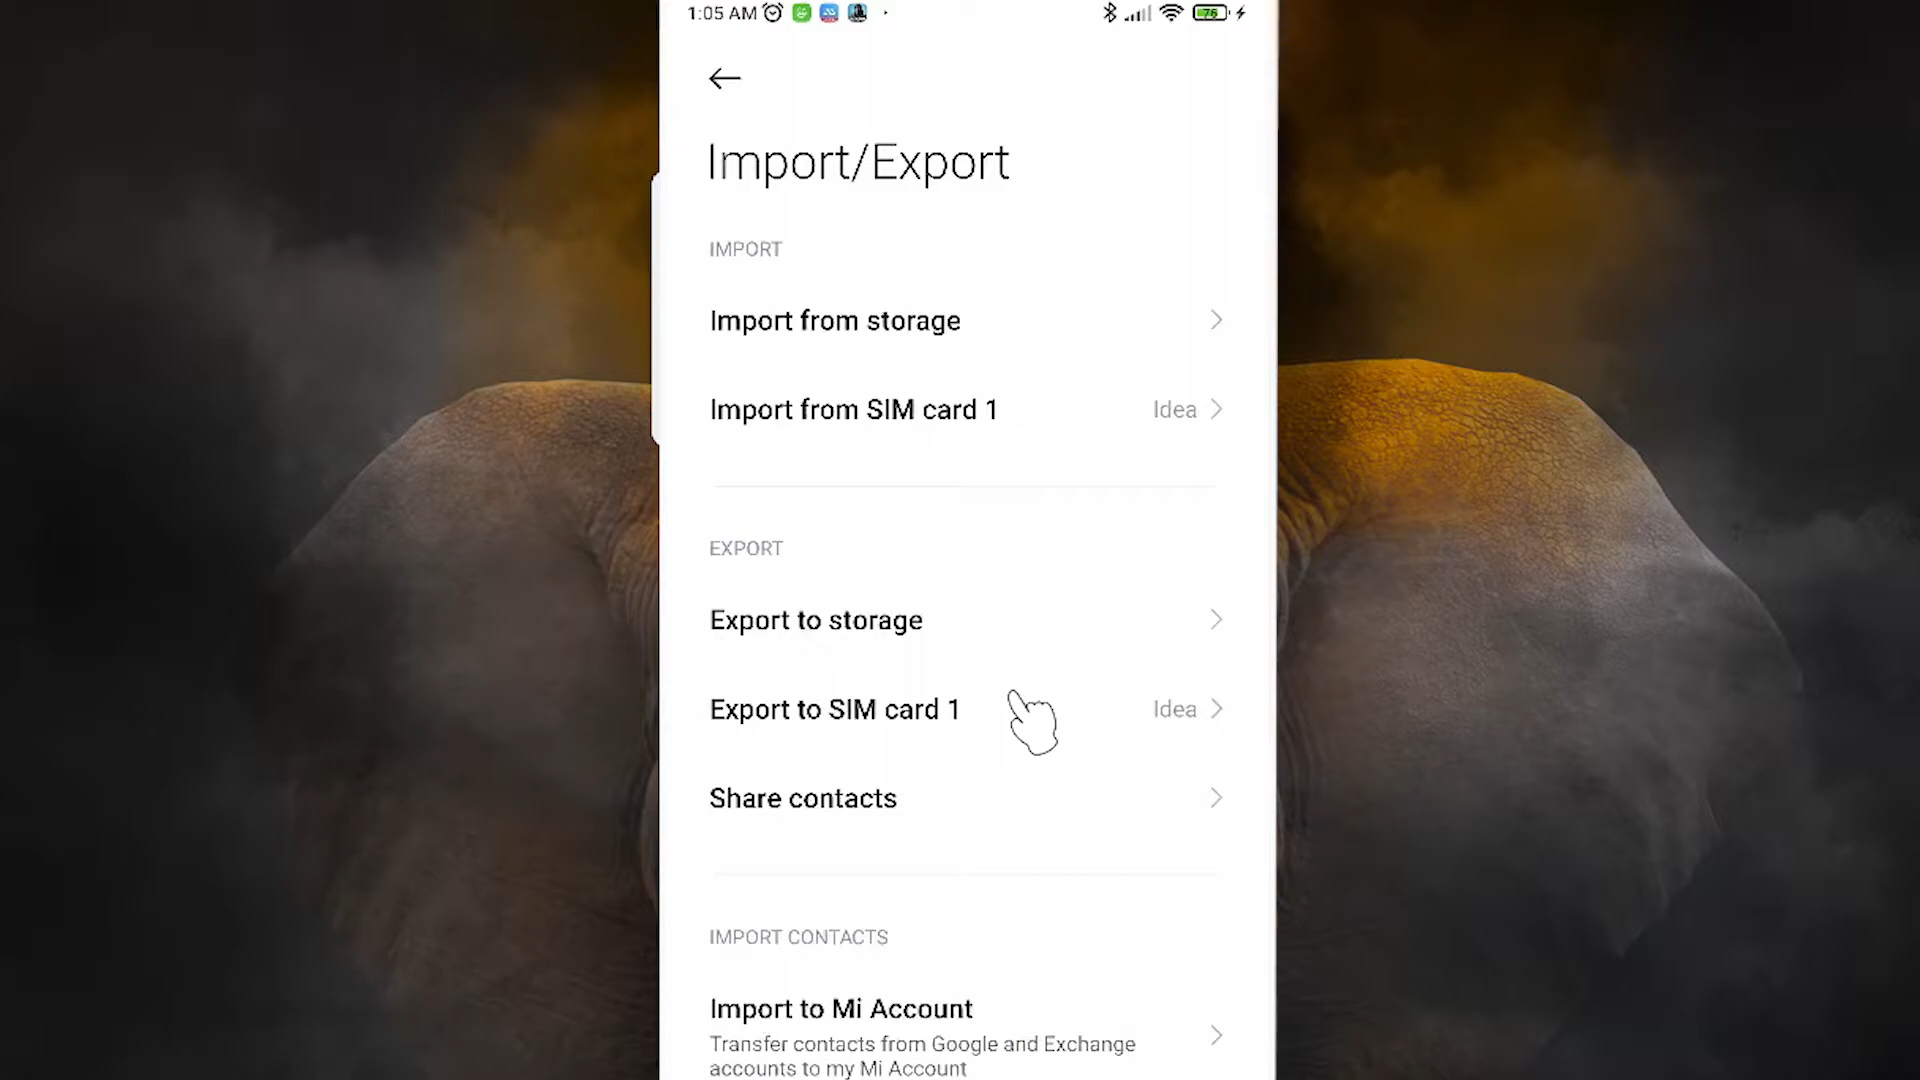 1:05 AM
76
Import/Export
IMPORT
Import from storage
Import from SIM card 1 Idea
EXPORT
Export to storage
Export to SIM card 1 Idea
Share contacts
IMPORT CONTACTS
Import to Mi Account
Transfer contacts from Google and Exchange
accounts to my Mi Account